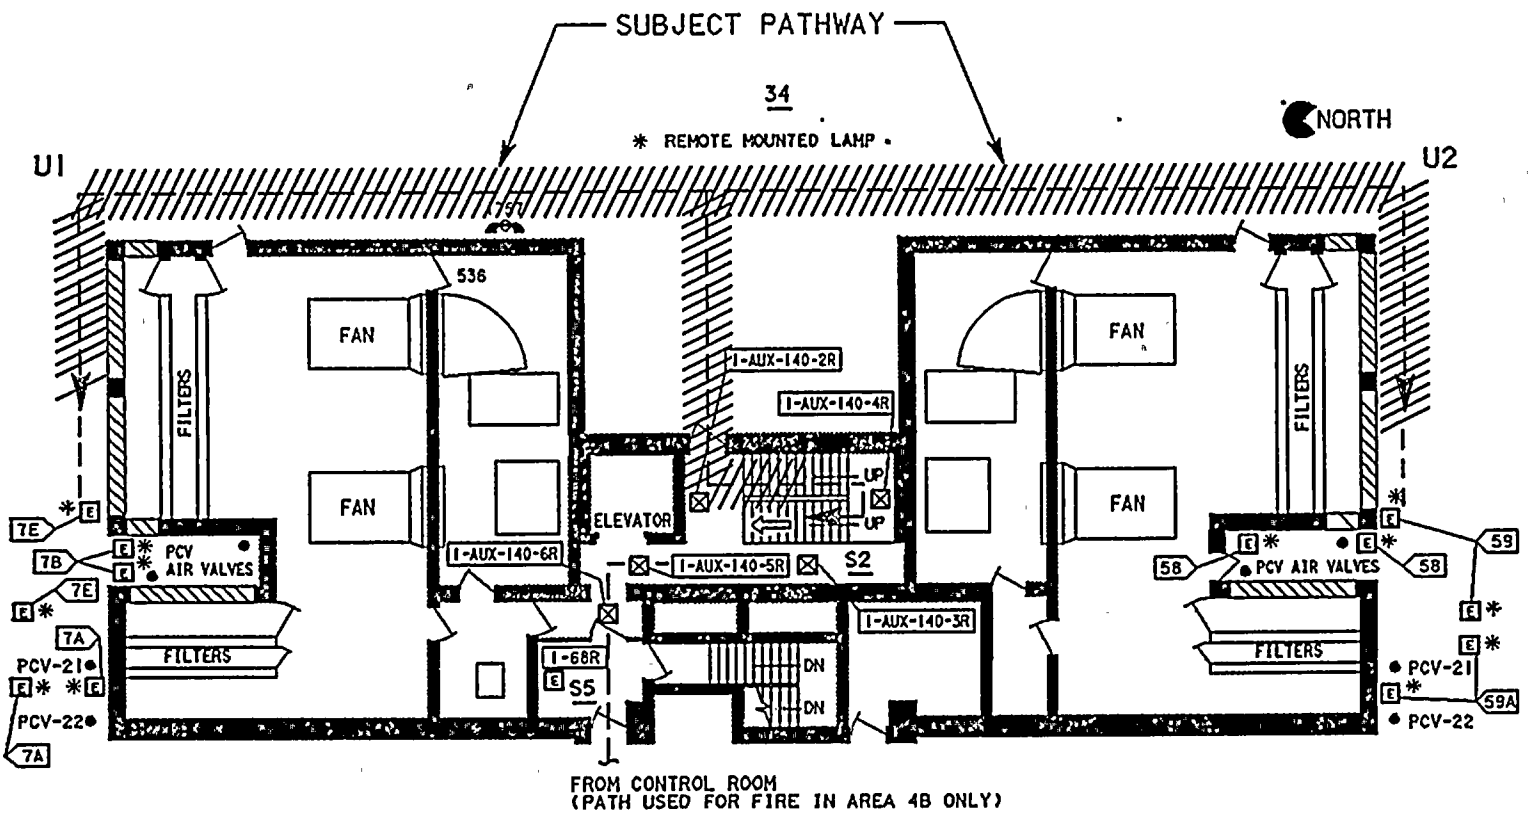 SUBJECT PATHWAY
34
* REMOTE MOUNTED LAMP
NORTH
U1
U2
536
FAN
FAN
FILTERS
FILTERS
1-AUX-140-2R
1-AUX-140-4R
FAN
FAN
UP
UP
ELEVATOR
7E
E
*
7B
E
*
E
*
PCV
AIR VALVES
1-AUX-140-6R
1-AUX-140-5R
S2
E
*
59
58
E
*
E
*
58
PCV AIR VALVES
7E
E
*
7A
1-AUX-140-3R
E
*
FILTERS
1-68R
E
S5
DN
DN
FILTERS
E
*
PCV-21
E
*
*
E
PCV-22
7A
PCV-21
E
*
59A
PCV-22
FROM CONTROL ROOM
(PATH USED FOR FIRE IN AREA 4B ONLY)